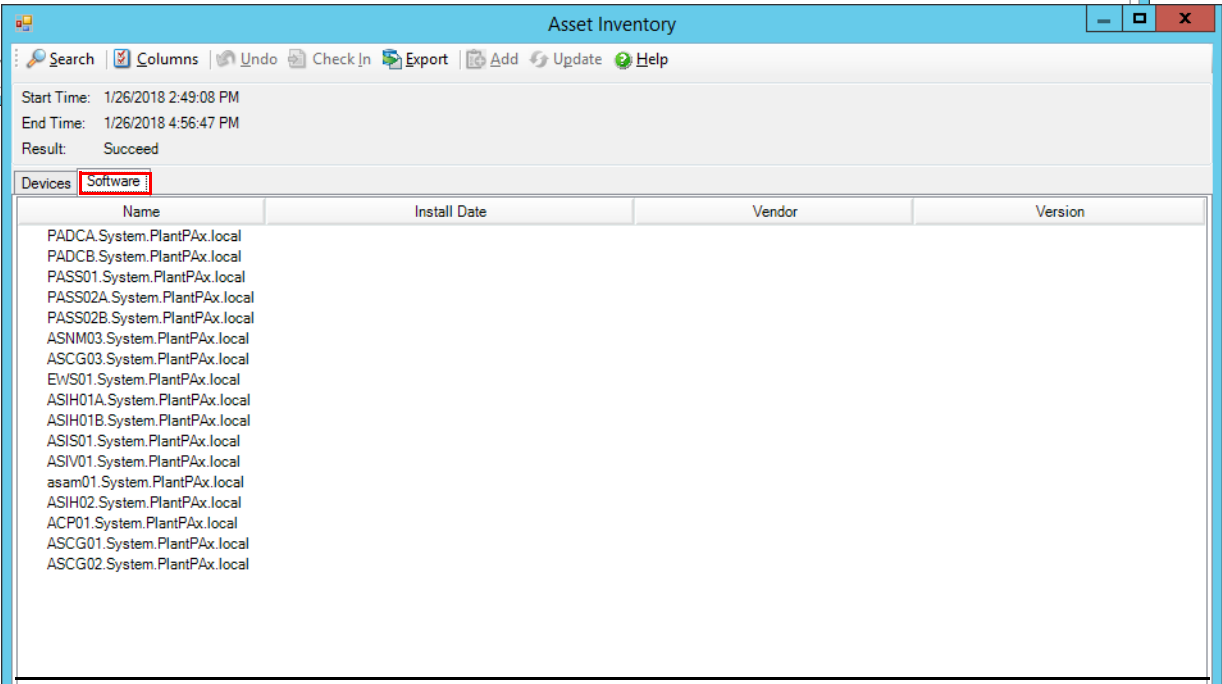 Asset Inventory
Search Columns Undo Check In Export Add Update Help
Start Time: 1/26/2018 2:49:08 PM
End Time: 1/26/2018 4:56:47 PM
Result: Succeed
Devices Software
Name Install Date Vendor Version
PADCA.System.PlantPAx.local
PADCB.System.PlantPAx.local
PASS01.System.PlantPAx.local
PASS02A.System.PlantPAx.local
PASS02B.System.PlantPAx.local
ASNM03.System.PlantPAx.local
ASCG03.System.PlantPAx.local
EWS01.System.PlantPAx.local
ASIH01A.System.PlantPAx.local
ASIH01B.System.PlantPAx.local
ASIS01.System.PlantPAx.local
ASIV01.System.PlantPAx.local
asam01.System.PlantPAx.local
ASIH02.System.PlantPAx.local
ACP01.System.PlantPAx.local
ASCG01.System.PlantPAx.local
ASCG02.System.PlantPAx.local